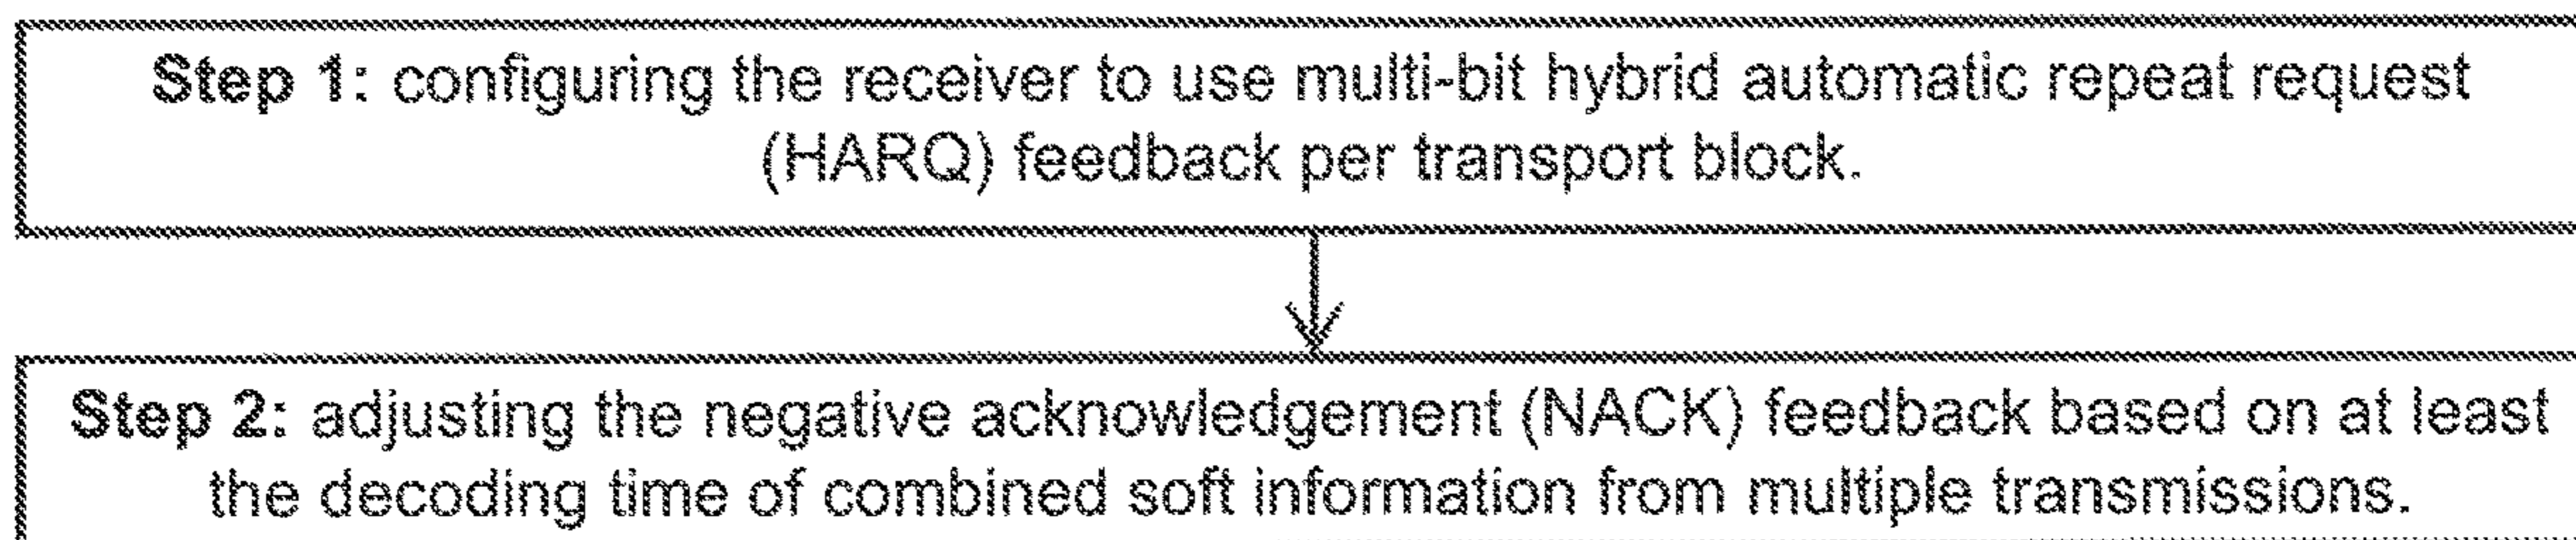 Step 1: configuring the receiver to use multi-bit hybrid automatic repeat request
(HARQ) feedback per transport block.
Step 2: adjusting the negative acknowledgement (NACK) feedback based on at least
the decoding time of combined soft information from multiple transmissions.